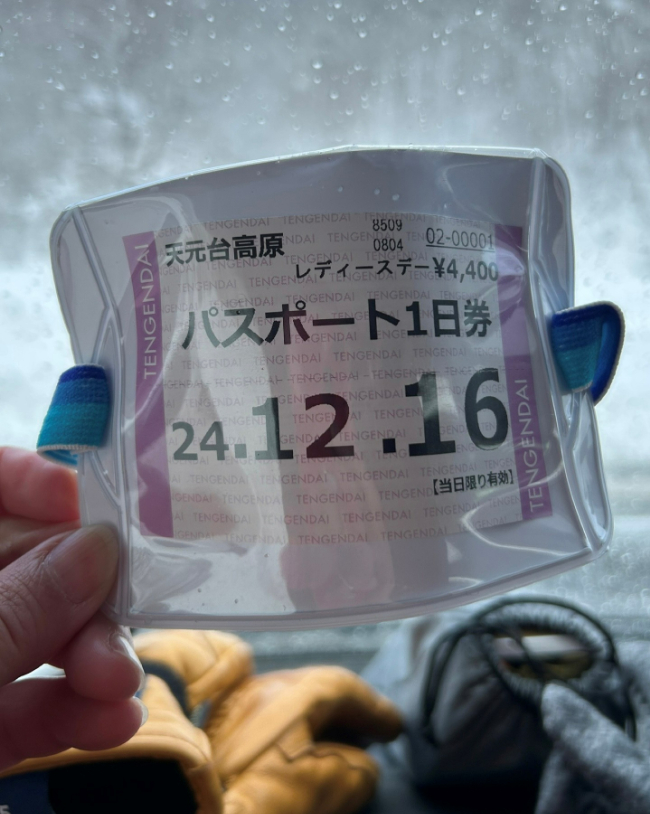 天元台高原
8509
0804
02-00001
レディースデー ¥4,400
パスポート1日券
24.12.16
【当日限り有効】
TENGENDAI
TENGENDAI